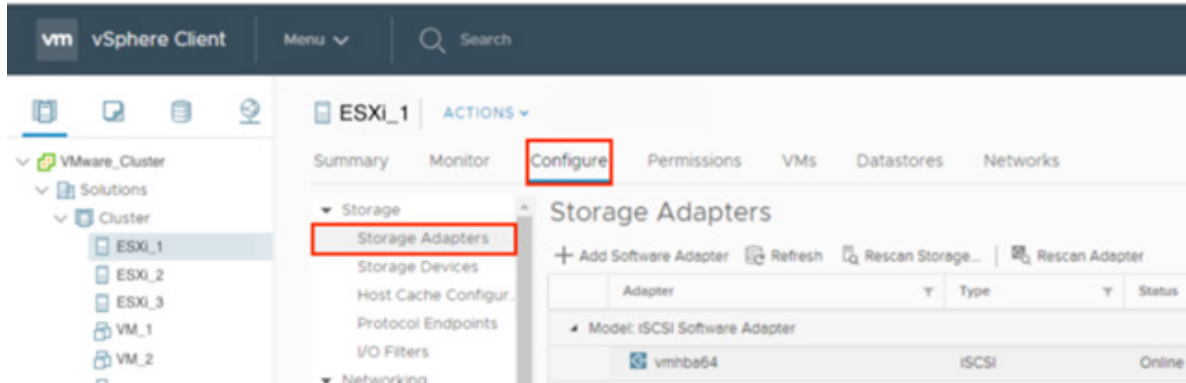 vm vSphere Client Menu Search
ESXi_1 ACTIONS
VMware_Cluster
Solutions
Cluster
ESXi_1
ESXi_2
ESXi_3
VM_1
VM_2
Summary Monitor Configure Permissions VMs Datastores Networks
Storage
Storage Adapters
Storage Devices
Host Cache Configur..
Protocol Endpoints
I/O Filters
Networking
Storage Adapters
+ Add Software Adapter Refresh Rescan Storage... Rescan Adapter
Adapter Type Status
Model: iSCSI Software Adapter
vmhba64 iSCSI Online